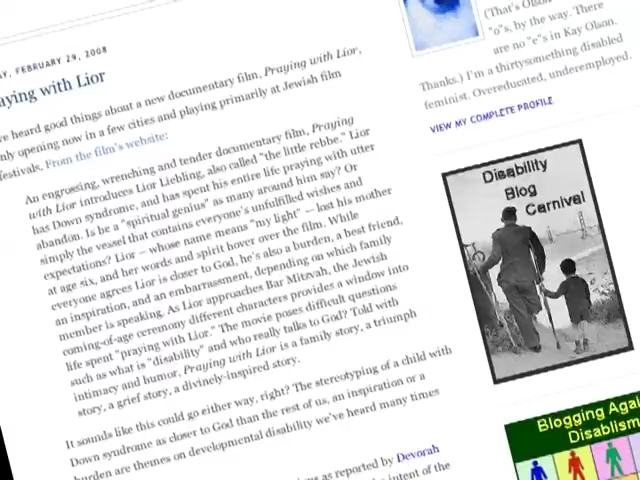 AY, FEBRUARY 29, 2008
aying with Lior
ve heard good things about a new documentary film, Praying with Lior,
nly opening now in a few cities and playing primarily at Jewish film
festivals. From the film's website:
An engrossing, wrenching and tender documentary film, Praying
with Lior introduces Lior Liebling, also called "the little rebbe." Lior
has Down syndrome, and has spent his entire life praying with utter
abandon. Is he a "spiritual genius" as many around him say? Or
simply the vessel that contains everyone's unfulfilled wishes and
expectations? Lior – whose name means "my light" – lost his mother
at age six, and her words and spirit hover over the film. While
everyone agrees Lior is closer to God, he's also a burden, a best friend,
an inspiration, and an embarrassment, depending on which family
member is speaking. As Lior approaches Bar Mitzvah, the Jewish
coming-of-age ceremony different characters provides a window into
life spent "praying with Lior." The movie poses difficult questions
such as what is "disability" and who really talks to God? Told with
intimacy and humor, Praying with Lior is a family story, a triumph
story, a grief story, a divinely-inspired story.
It sounds like this could go either way, right? The stereotyping of a child with
Down syndrome as closer to God than the rest of us, an inspiration or a
burden are themes on developmental disability we've heard many times
as reported by Devorah
intent of the
(That's Olson
"o"s, by the way. There
are no "e"s in Kay Olson.
Thanks.) I'm a thirtysomething disabled
feminist. Overeducated, underemployed.
VIEW MY COMPLETE PROFILE
Disability
Blog
Carnival
Blogging Agai
Disablism